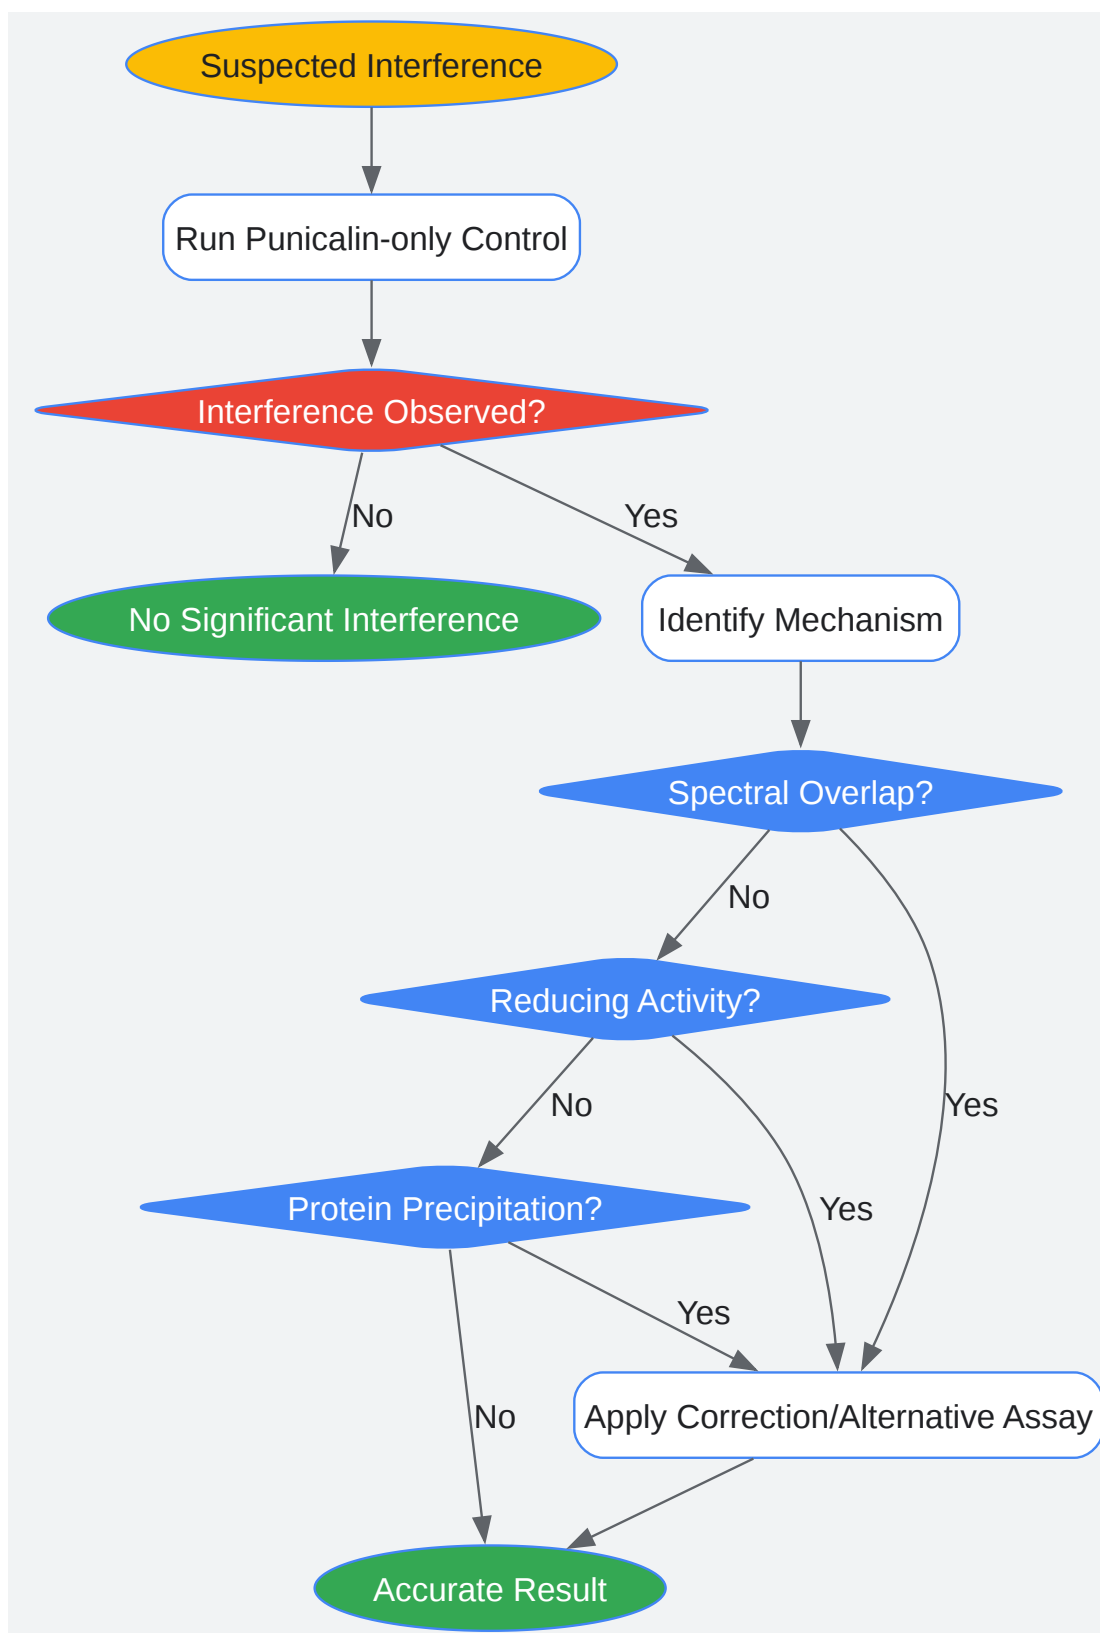 Suspected Interference
Run Punicalin-only Control
Interference Observed?
No
Yes
No Significant Interference
Identify Mechanism
Spectral Overlap?
No
Reducing Activity?
No
Yes
Protein Precipitation?
Yes
Yes
No
Apply Correction/Alternative Assay
Accurate Result